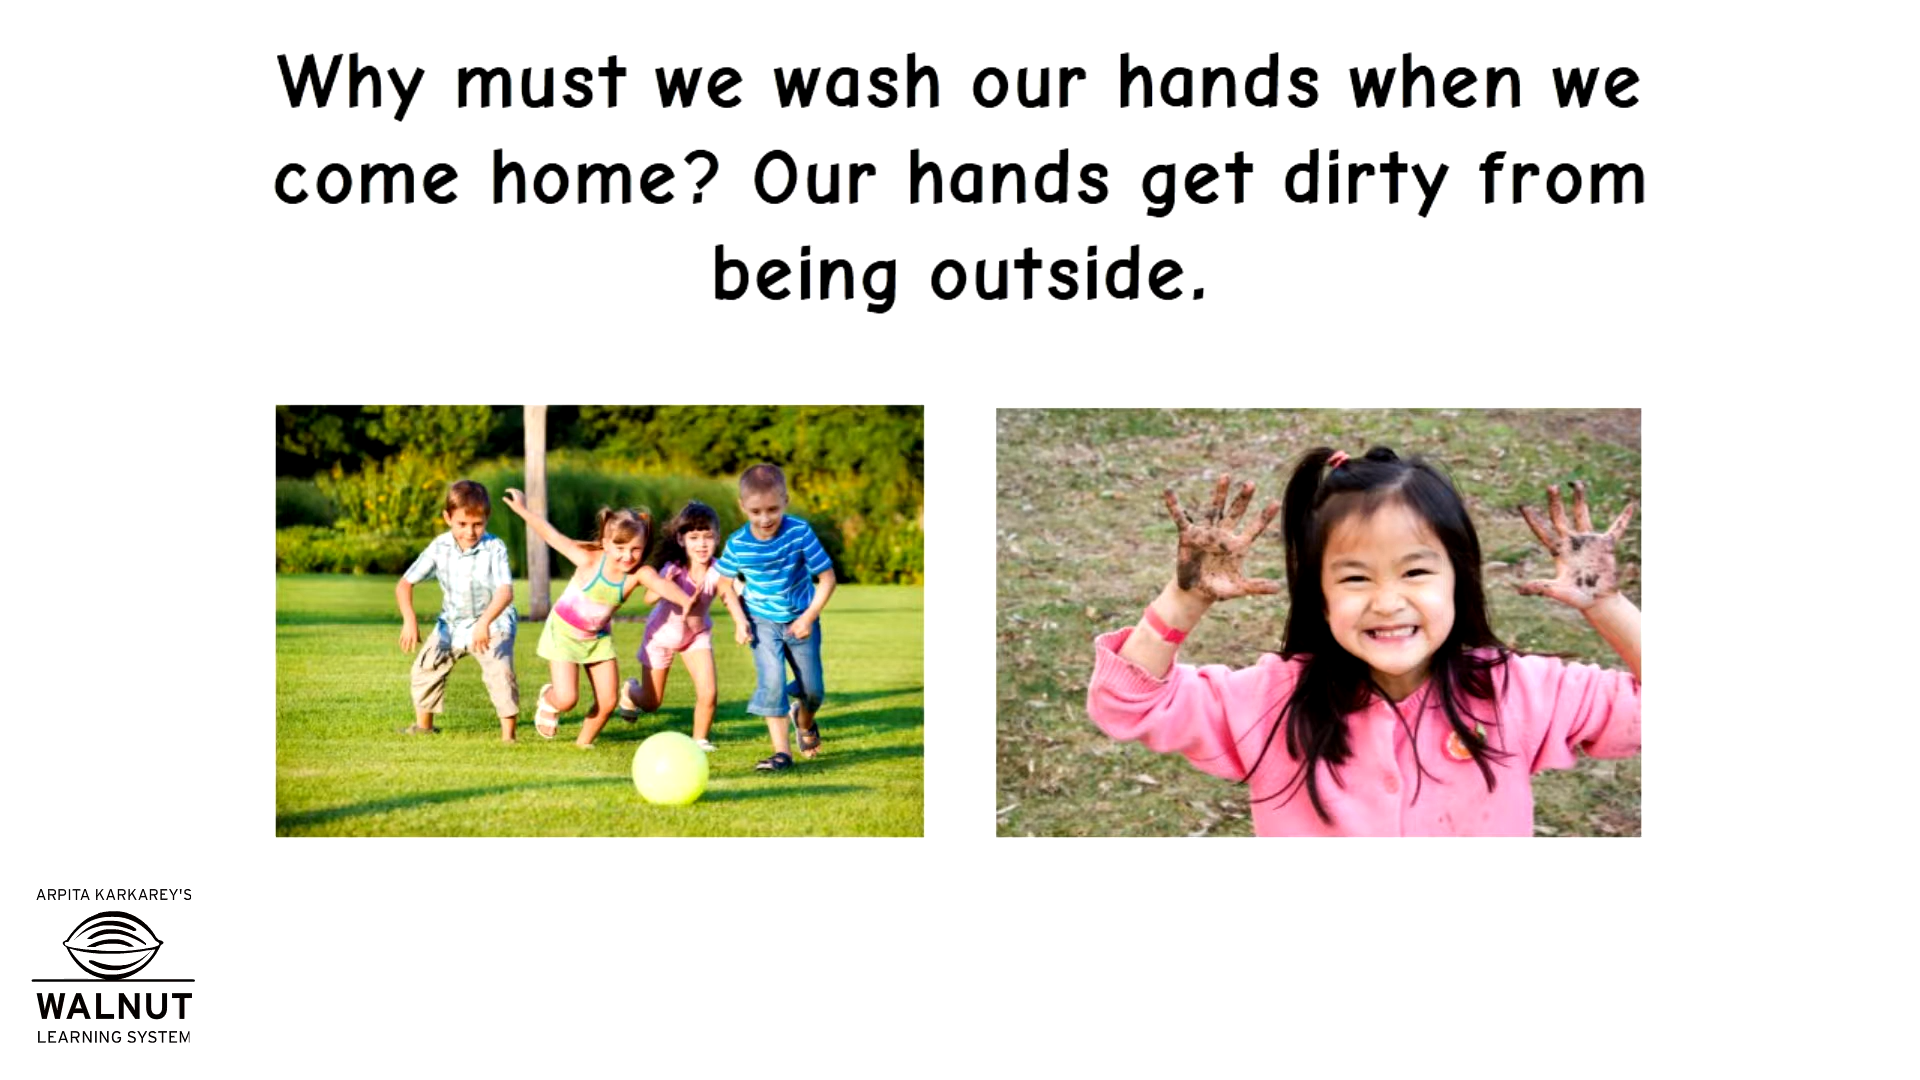 Why must we wash our hands when we
come home? Our hands get dirty from
being outside.
ARPITA KARKAREY'S
WALNUT
LEARNING SYSTEM